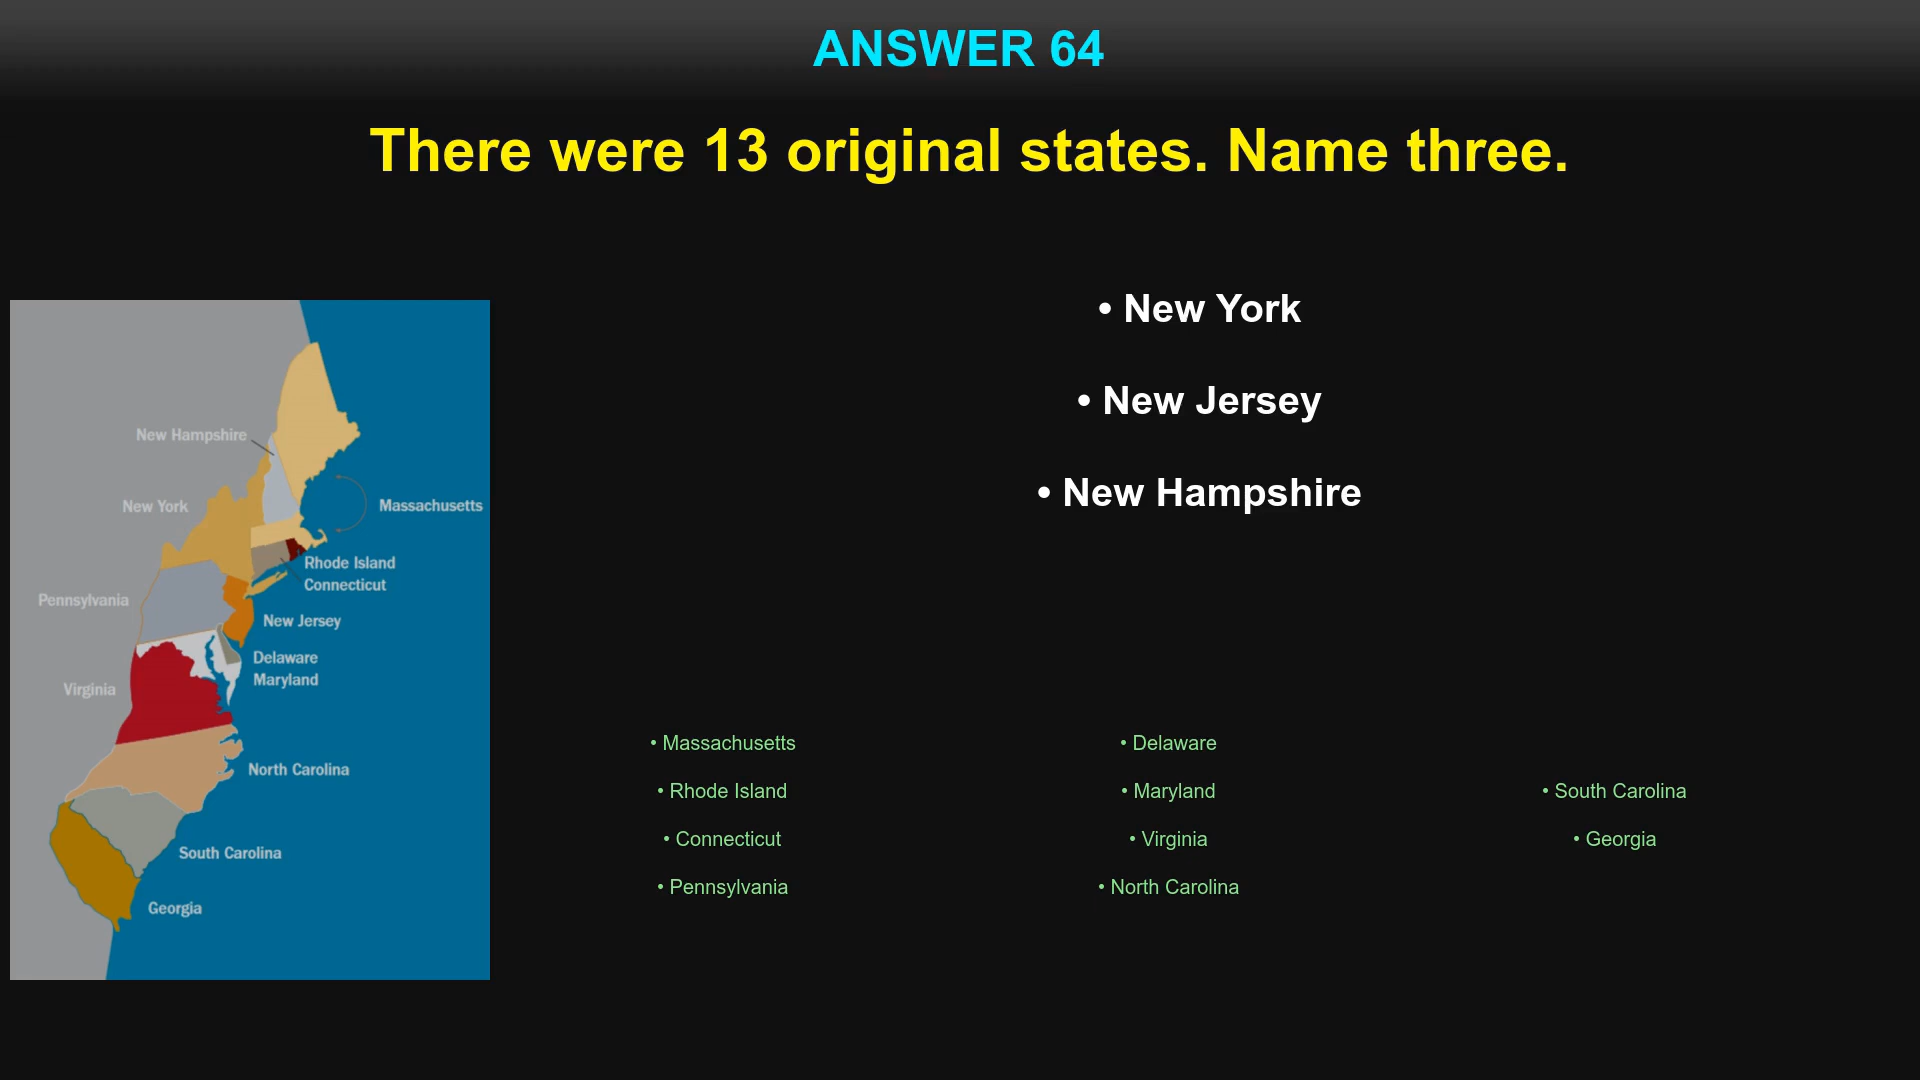 ANSWER 64
There were 13 original states. Name three.
• New York
• New Jersey
• New Hampshire
New Hampshire
New York
Massachusetts
Rhode Island
Connecticut
Pennsylvania
New Jersey
Delaware
Maryland
Virginia
North Carolina
South Carolina
Georgia
• Massachusetts
• Rhode Island
• Connecticut
• Pennsylvania
• Delaware
• Maryland
• Virginia
• North Carolina
• South Carolina
• Georgia